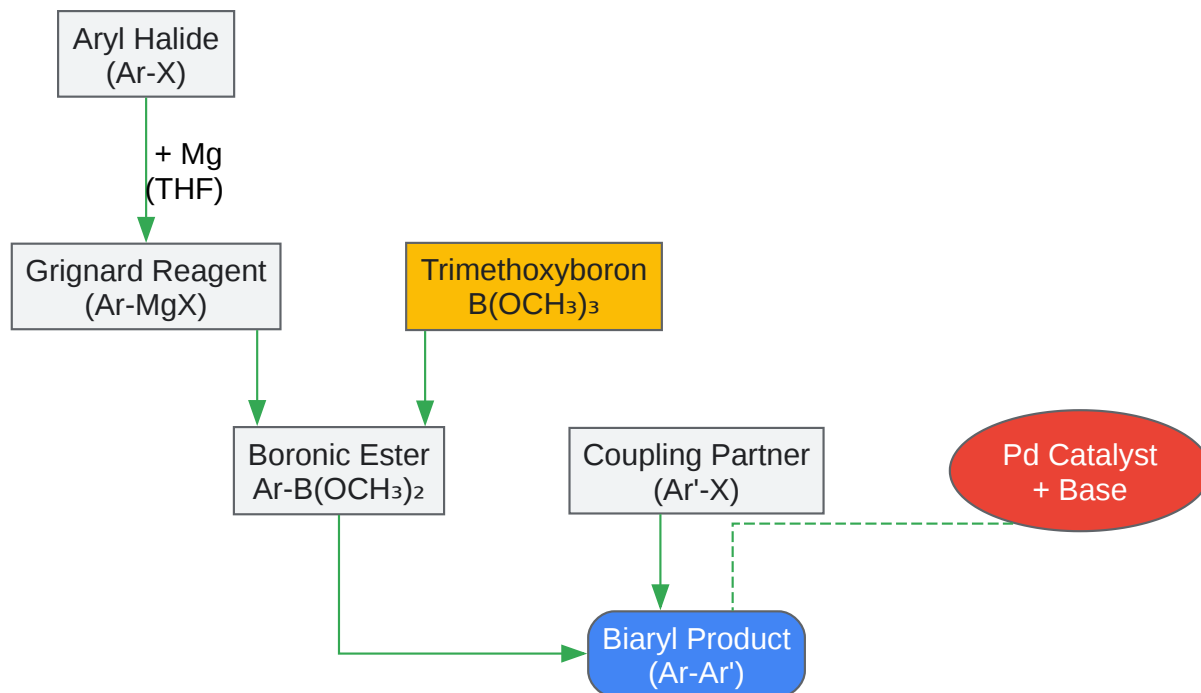 Aryl Halide
(Ar-X)
+ Mg
(THF)
Grignard Reagent
(Ar-MgX)
Trimethoxyboron
B(OCH₃)₃
Boronic Ester
Ar-B(OCH₃)₂
Coupling Partner
(Ar'-X)
Pd Catalyst
+ Base
Biaryl Product
(Ar-Ar')